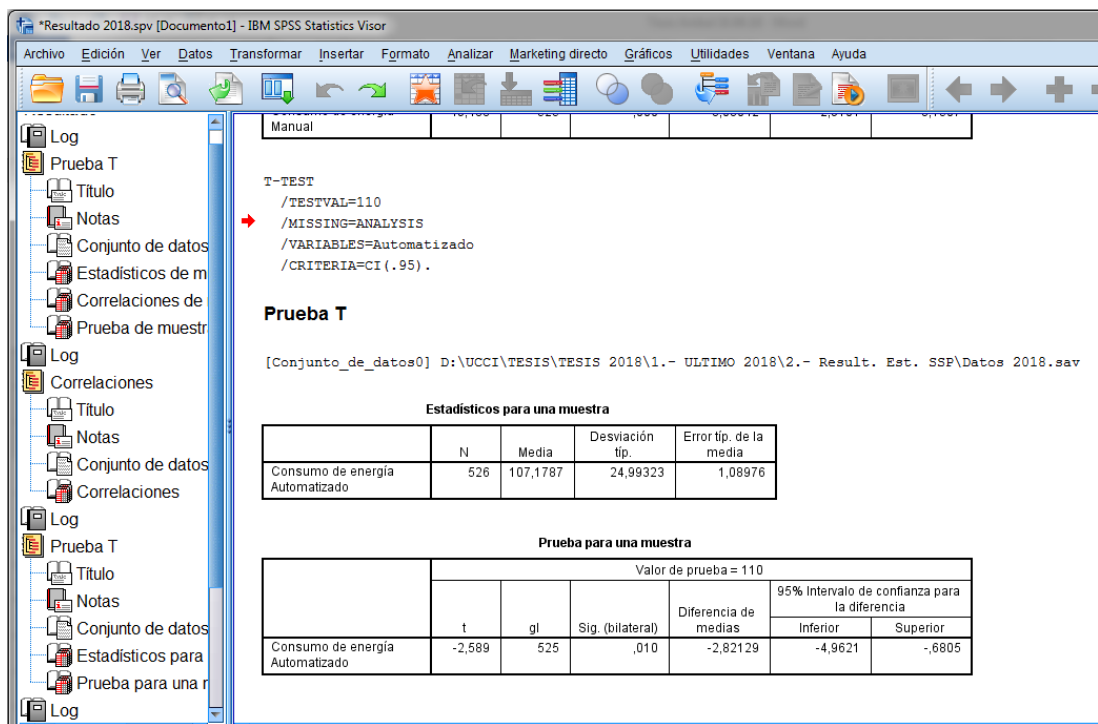 *Resultado 2018.spv [Documento1] - IBM SPSS Statistics Visor
Archivo Edición Ver Datos Transformar Insertar Formato Analizar Marketing directo Gráficos Utilidades Ventana Ayuda
Log
Prueba T
Título
Notas
Conjunto de datos
Estadísticos de m
Correlaciones de
Prueba de muestr
Log
Correlaciones
Título
Notas
Conjunto de datos
Correlaciones
Log
Prueba T
Título
Notas
Conjunto de datos
Estadísticos para
Prueba para una r
Log
Manual
T-TEST
/TESTVAL=110
/MISSING=ANALYSIS
/VARIABLES=Automatizado
/CRITERIA=CI(.95).
Prueba T
[Conjunto_de_datos0] D:\UCCI\TESIS\TESIS 2018\1.- ULTIMO 2018\2.- Result. Est. SSP\Datos 2018.sav
Estadísticos para una muestra
N Media Desviación típ. Error típ. de la media
Consumo de energía Automatizado 526 107,1787 24,99323 1,08976
Prueba para una muestra
Valor de prueba = 110
95% Intervalo de confianza para la diferencia
t gl Sig. (bilateral) Diferencia de medias Inferior Superior
Consumo de energía Automatizado -2,589 525 ,010 -2,82129 -4,9621 -,6805